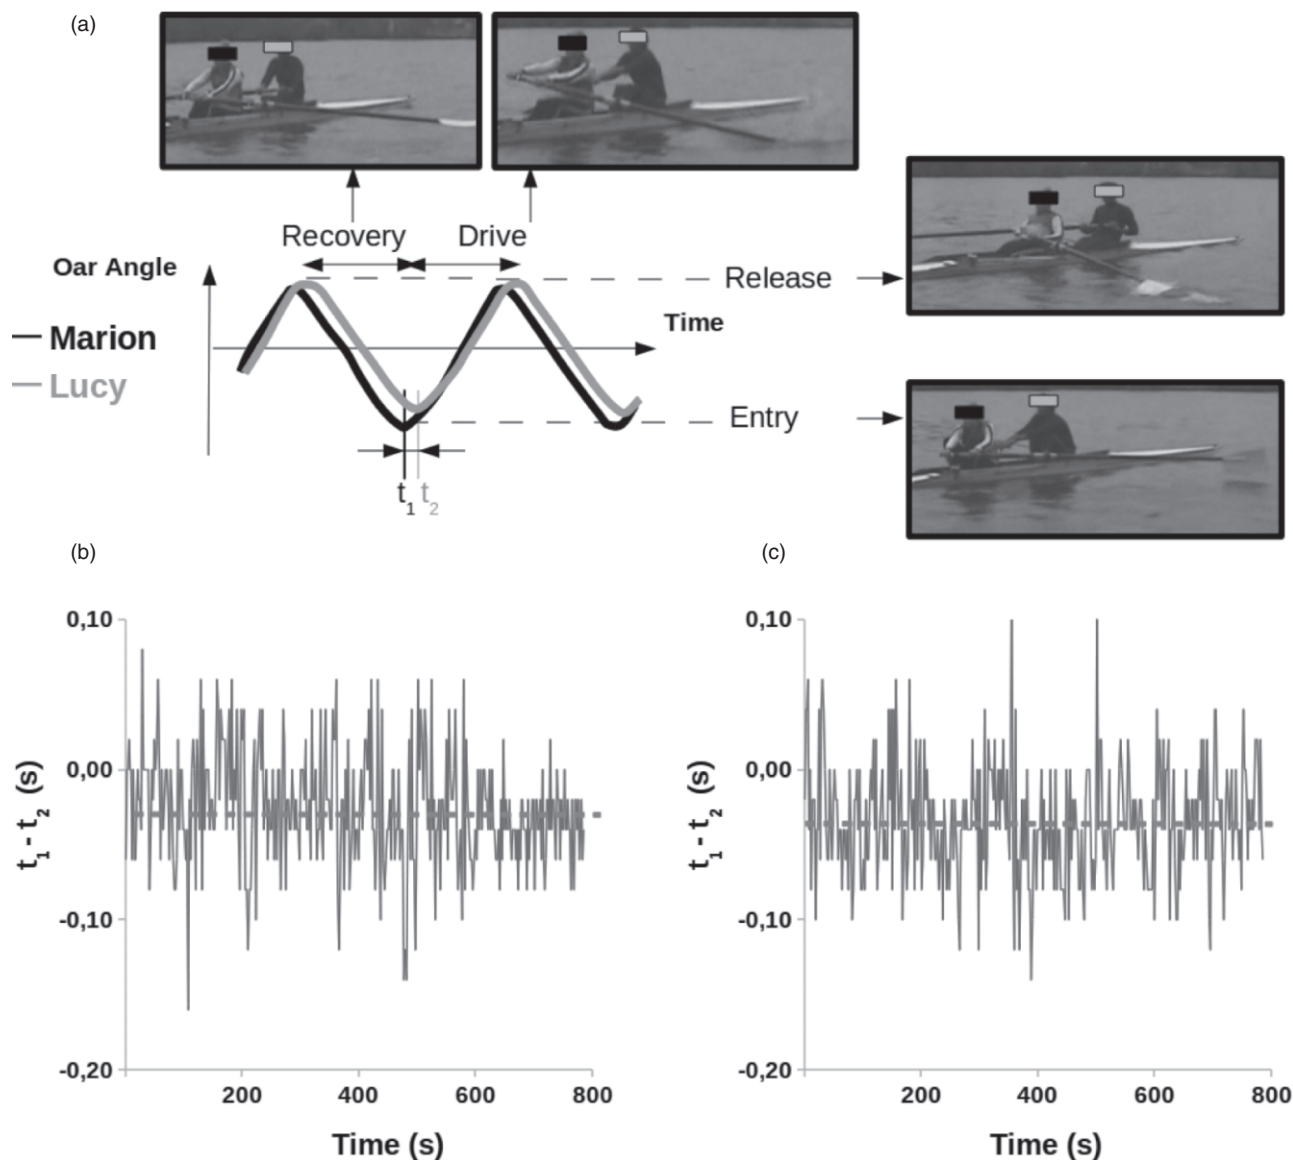 (a)
Recovery Drive
Oar Angle
Release
Time
Marion
Lucy
Entry
t1 t2
(b)
(c)
0,10
0,00
-0,10
-0,20
t1 - t2 (s)
200 400 600 800
Time (s)
0,10
0,00
-0,10
-0,20
t1 - t2 (s)
200 400 600 800
Time (s)